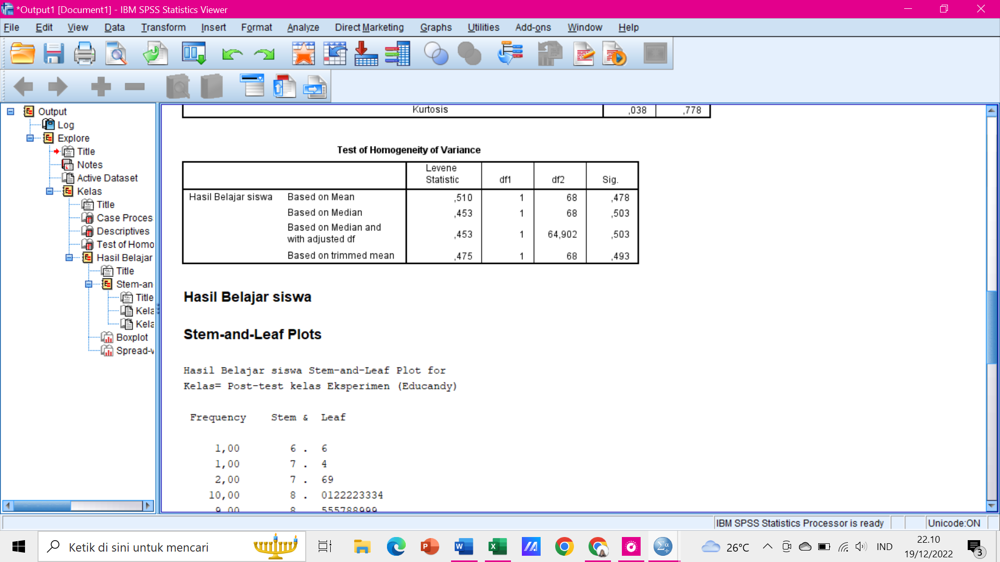 *Output1 [Document1] - IBM SPSS Statistics Viewer
File Edit View Data Transform Insert Format Analyze Direct Marketing Graphs Utilities Add-ons Window Help
Output
Log
Explore
Title
Notes
Active Dataset
Kelas
Title
Case Proces
Descriptives
Test of Homo
Hasil Belajar
Title
Stem-an
Title
Kela
Kela
Boxplot
Spread-v
Kurtosis ,038 ,778
Test of Homogeneity of Variance
Levene Statistic df1 df2 Sig.
Hasil Belajar siswa Based on Mean ,510 1 68 ,478
Based on Median ,453 1 68 ,503
Based on Median and with adjusted df ,453 1 64,902 ,503
Based on trimmed mean ,475 1 68 ,493
Hasil Belajar siswa
Stem-and-Leaf Plots
Hasil Belajar siswa Stem-and-Leaf Plot for
Kelas= Post-test kelas Eksperimen (Educandy)
Frequency Stem & Leaf
1,00 6 . 6
1,00 7 . 4
2,00 7 . 69
10,00 8 . 0122223334
9,00 8 . 555788999
IBM SPSS Statistics Processor is ready Unicode:ON
Ketik di sini untuk mencari
26°C IND 22.10
19/12/2022
3